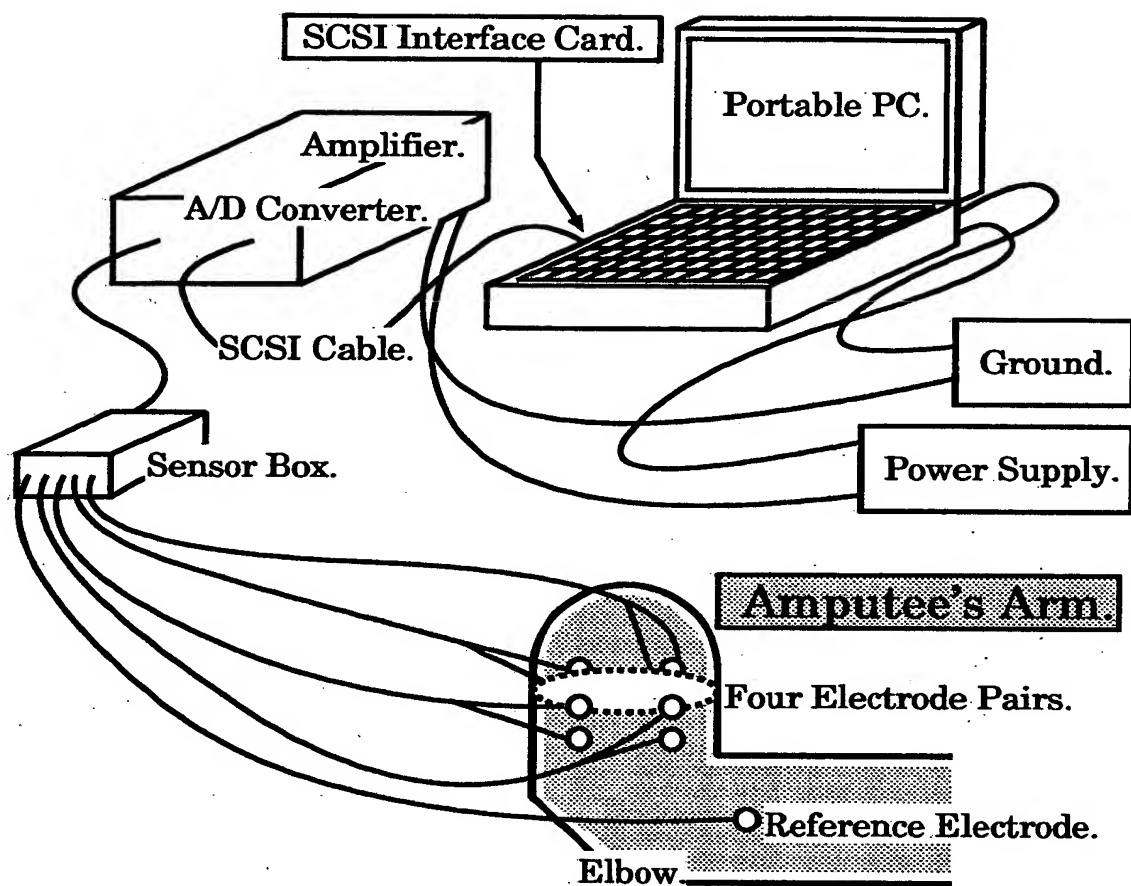 SCSI Interface Card.
Portable PC.
Amplifier.
A/D Converter.
SCSI Cable.
Ground.
Sensor Box.
Power Supply.
Amputee's Arm.
Four Electrode Pairs.
Reference Electrode.
Elbow.